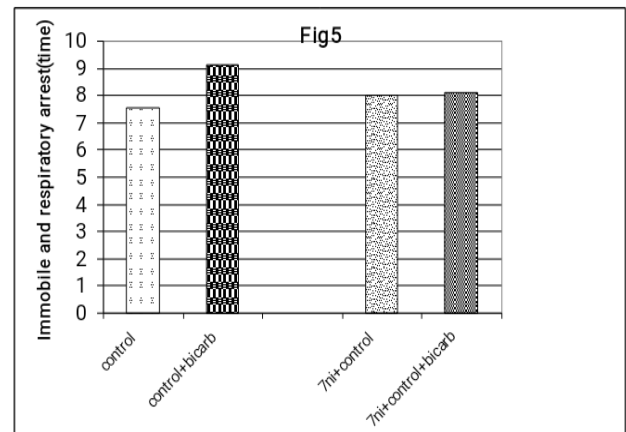 Fig5
Immobile and respiratory arrest(time)
10
9
8
7
6
5
4
3
2
1
0
control
control+bicarb
7ni+control
7ni+control+bicarb